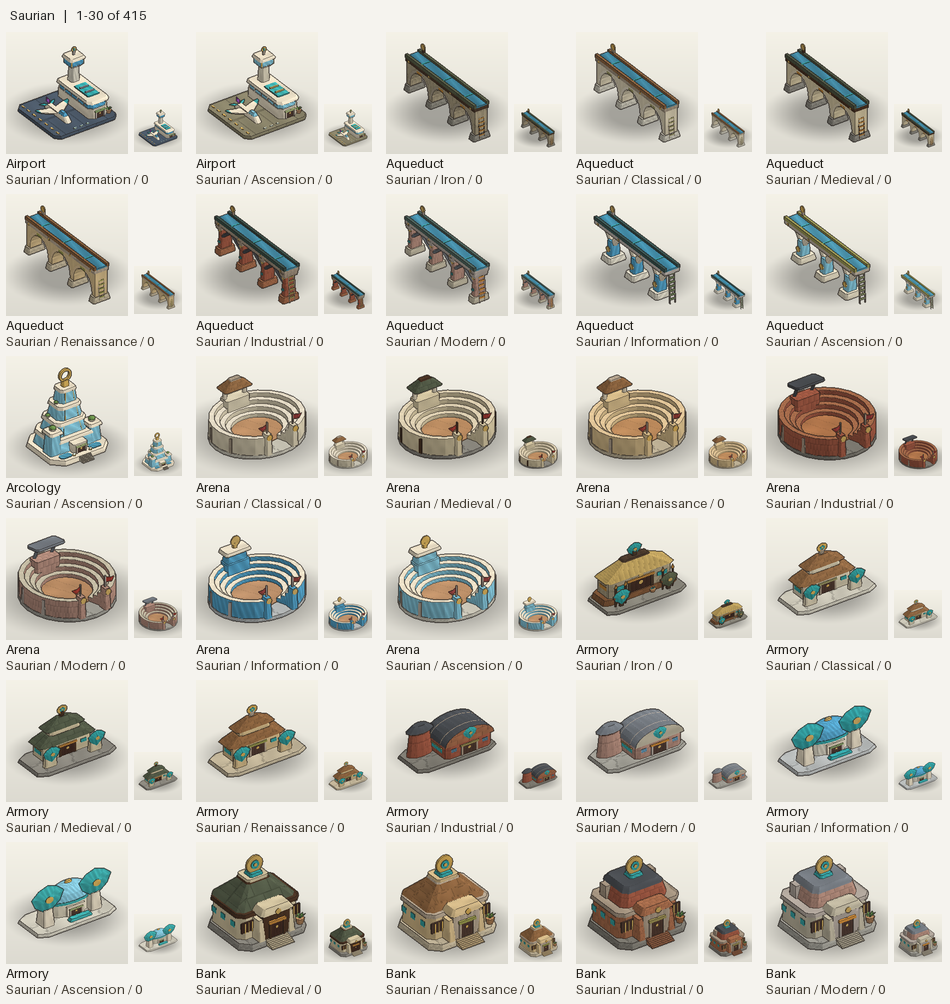 Saurian | 1-30 of 415
Airport
Saurian / Information / 0
Airport
Saurian / Ascension / 0
Aqueduct
Saurian / Iron / 0
Aqueduct
Saurian / Classical / 0
Aqueduct
Saurian / Medieval / 0
Aqueduct
Saurian / Renaissance / 0
Aqueduct
Saurian / Industrial / 0
Aqueduct
Saurian / Modern / 0
Aqueduct
Saurian / Information / 0
Aqueduct
Saurian / Ascension / 0
Arcology
Saurian / Ascension / 0
Arena
Saurian / Classical / 0
Arena
Saurian / Medieval / 0
Arena
Saurian / Renaissance / 0
Arena
Saurian / Industrial / 0
Arena
Saurian / Modern / 0
Arena
Saurian / Information / 0
Arena
Saurian / Ascension / 0
Armory
Saurian / Iron / 0
Armory
Saurian / Classical / 0
Armory
Saurian / Medieval / 0
Armory
Saurian / Renaissance / 0
Armory
Saurian / Industrial / 0
Armory
Saurian / Modern / 0
Armory
Saurian / Information / 0
Armory
Saurian / Ascension / 0
Bank
Saurian / Medieval / 0
Bank
Saurian / Renaissance / 0
Bank
Saurian / Industrial / 0
Bank
Saurian / Modern / 0